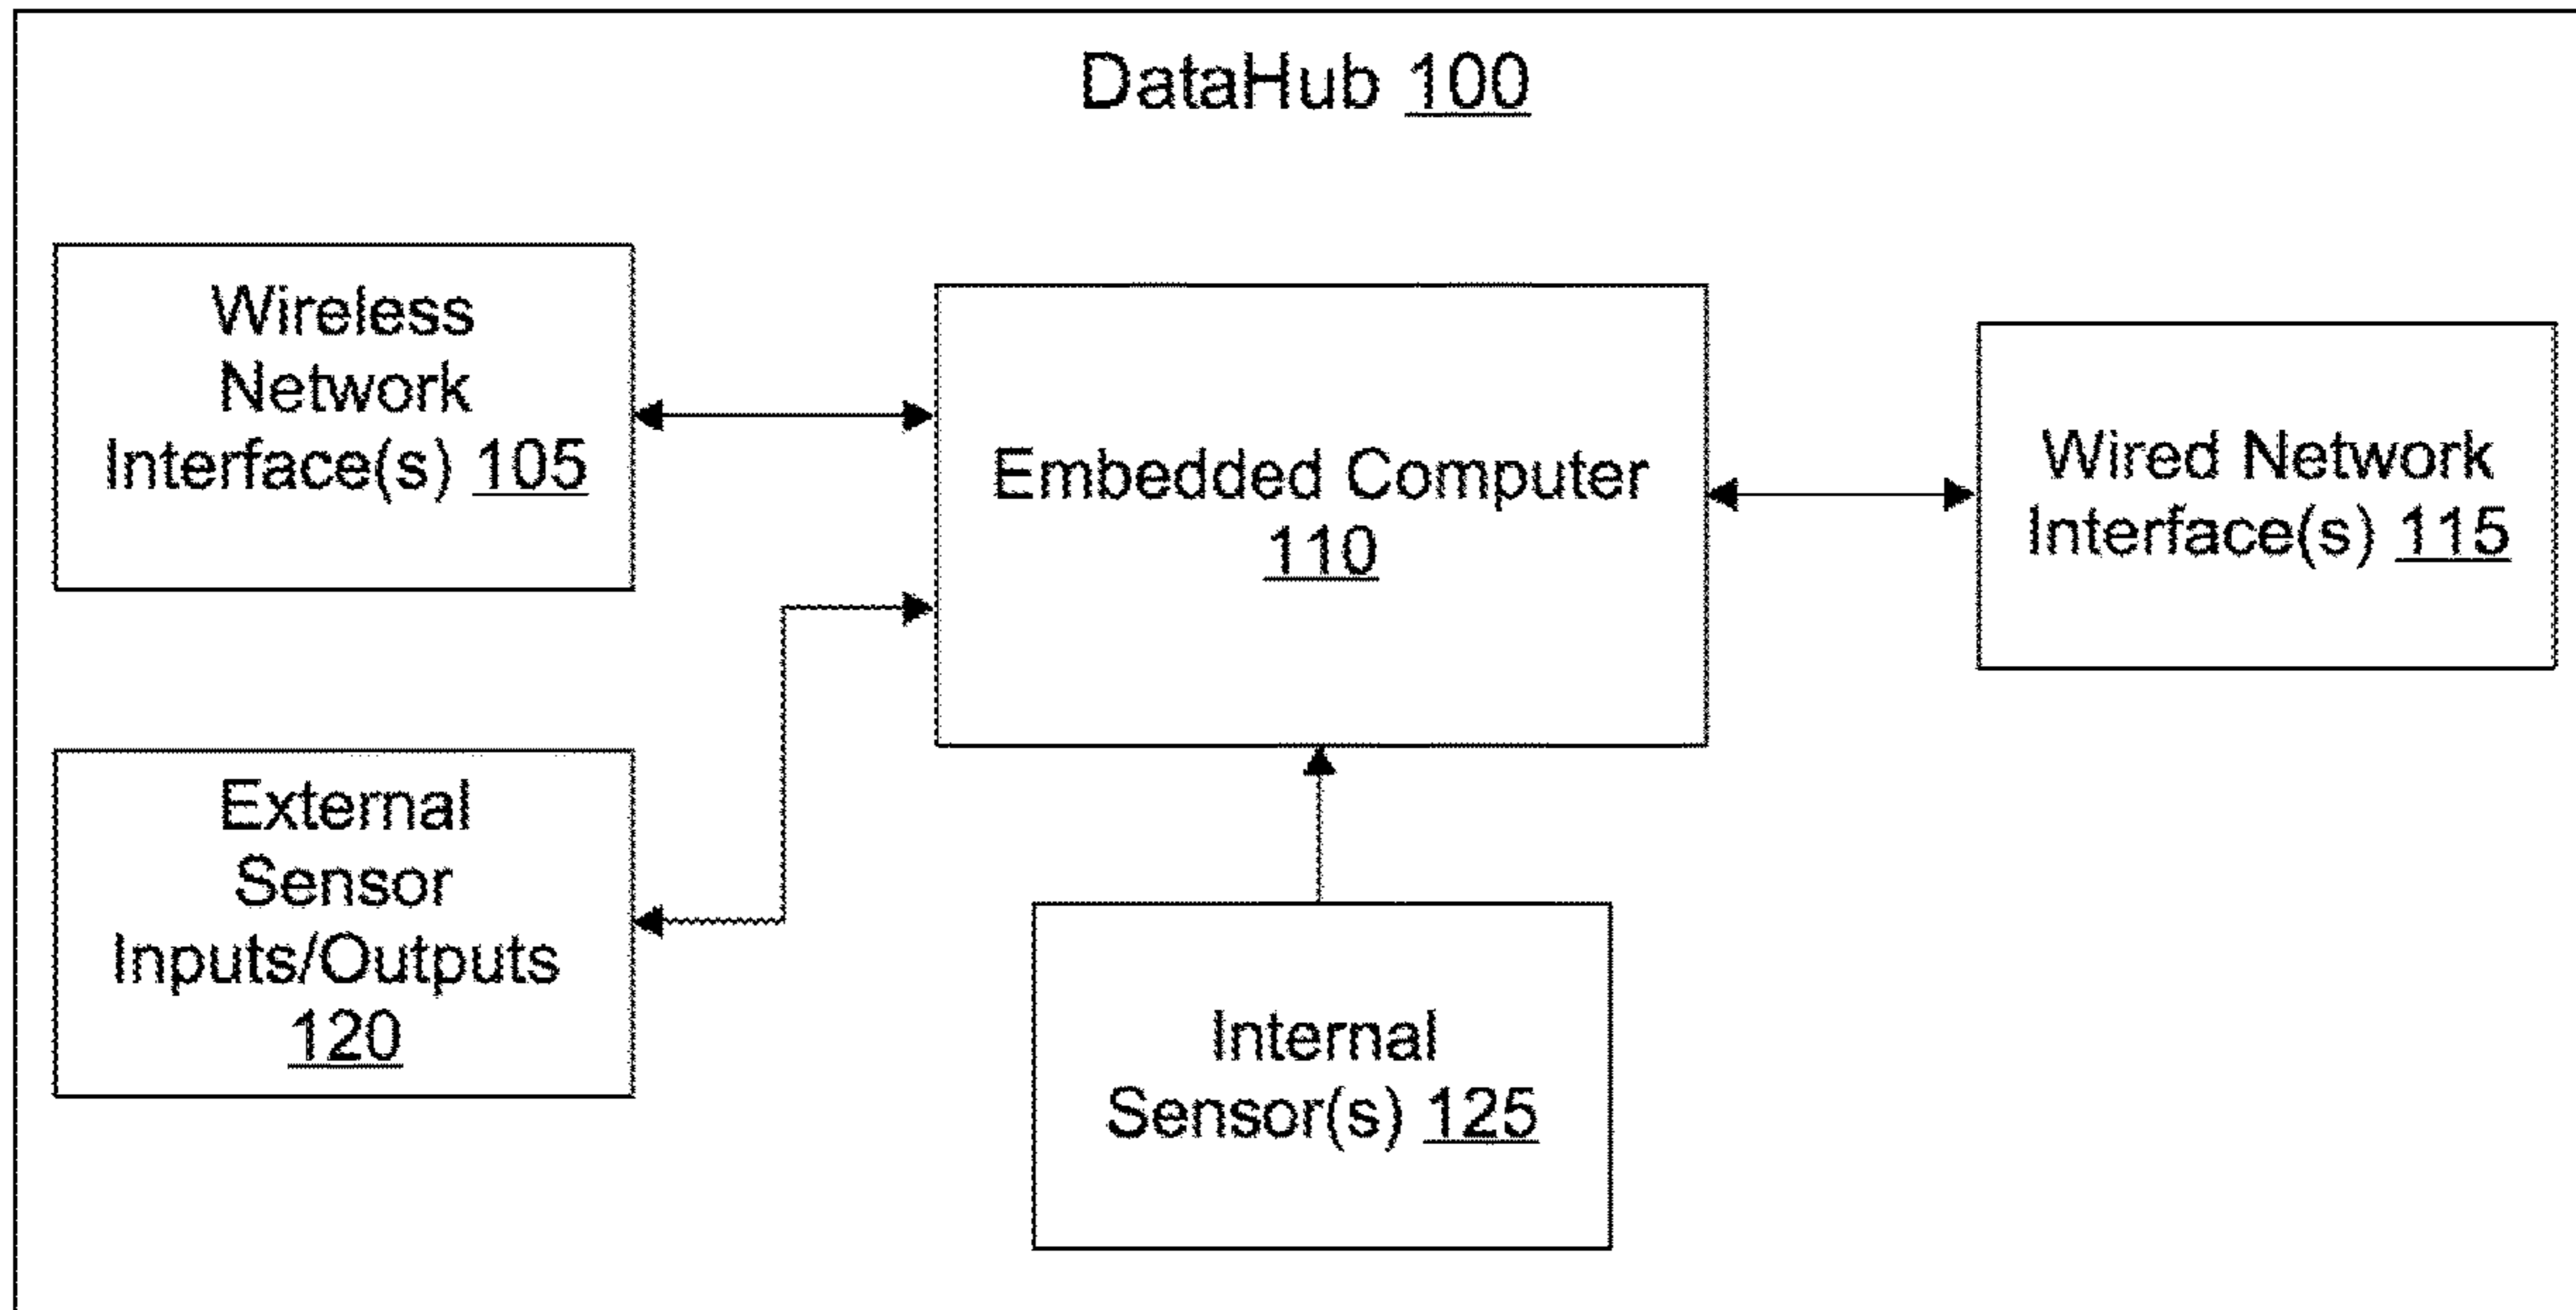 DataHub 100
Wireless
Network
Interface(s) 105
Embedded Computer
110
Wired Network
Interface(s) 115
External
Sensor
Inputs/Outputs
120
Internal
Sensor(s) 125